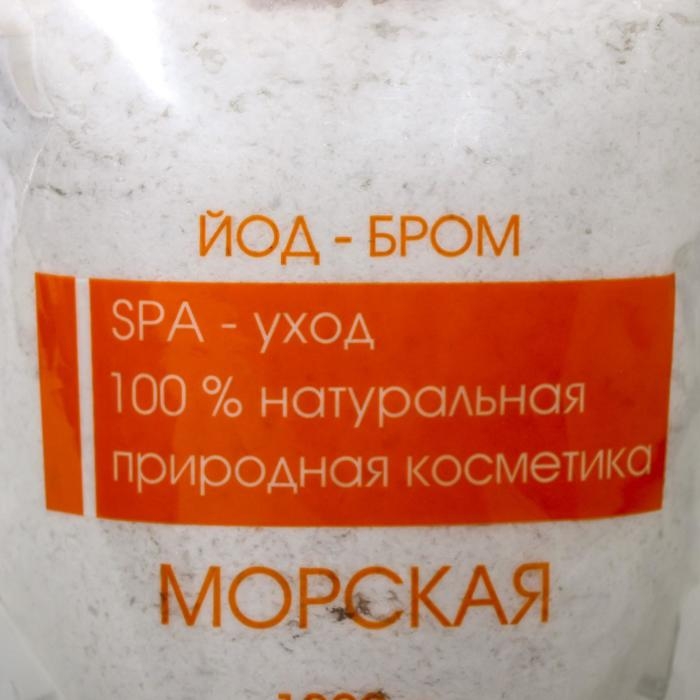 ЙОД - БРОМ
SPA - уход
100 % натуральная
природная косметика
МОРСКАЯ